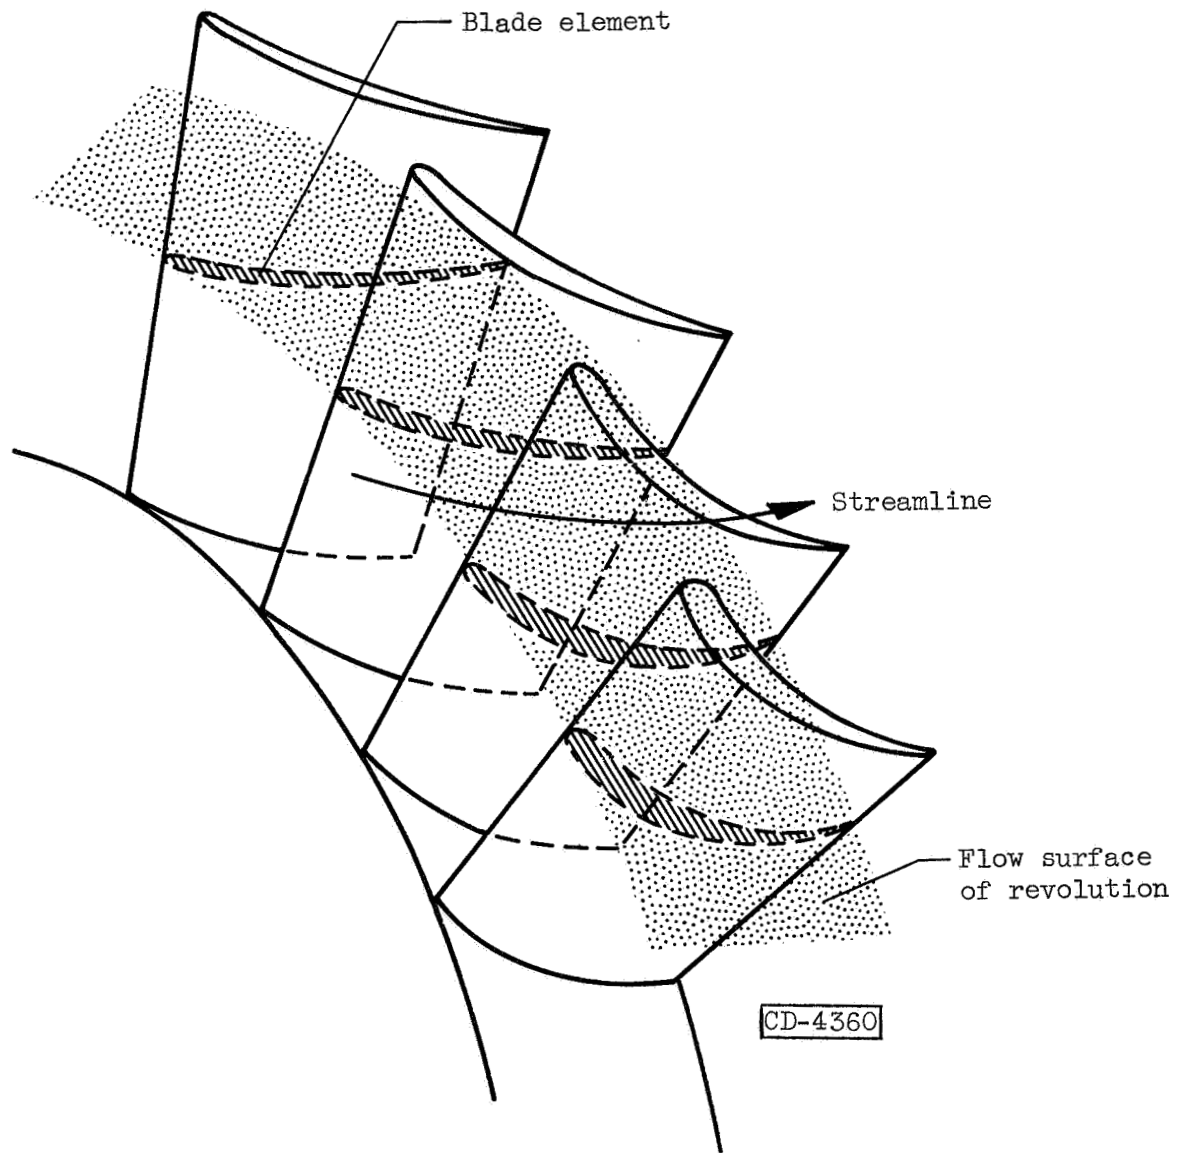 Blade element
Streamline
Flow surface
of revolution
CD-4360